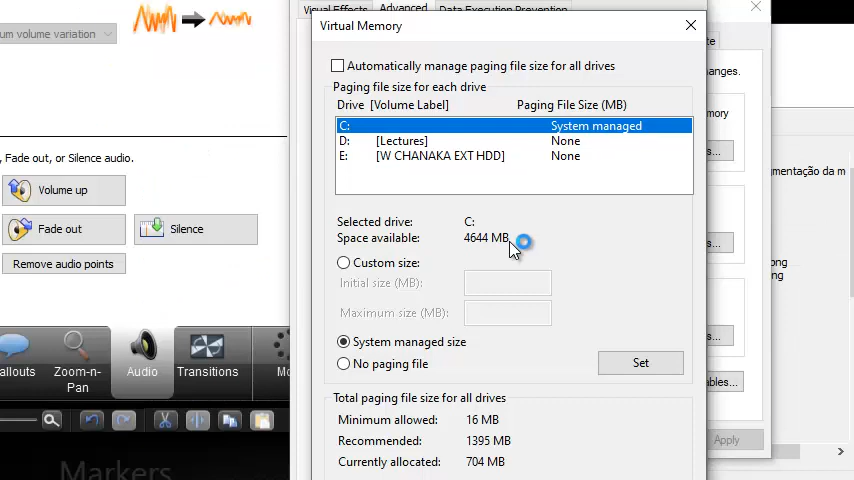 Visual Effects Advanced Data Execution Prevention
Virtual Memory
um volume variation
Automatically manage paging file size for all drives
Paging file size for each drive
Drive [Volume Label] Paging File Size (MB)
C: System managed
D: [Lectures] None
E: [W CHANAKA EXT HDD] None
Selected drive: C:
Space available: 4644 MB
Custom size:
Initial size (MB):
Maximum size (MB):
System managed size
No paging file
Set
Total paging file size for all drives
Minimum allowed: 16 MB
Recommended: 1395 MB
Currently allocated: 704 MB
, Fade out, or Silence audio.
Volume up
Fade out
Silence
Remove audio points
allouts
Zoom-n-
Pan
Audio
Transitions
Mo
Markers
te
hanges.
mory
s...
s...
s...
ables...
Apply
gmentação da m
ong
ng